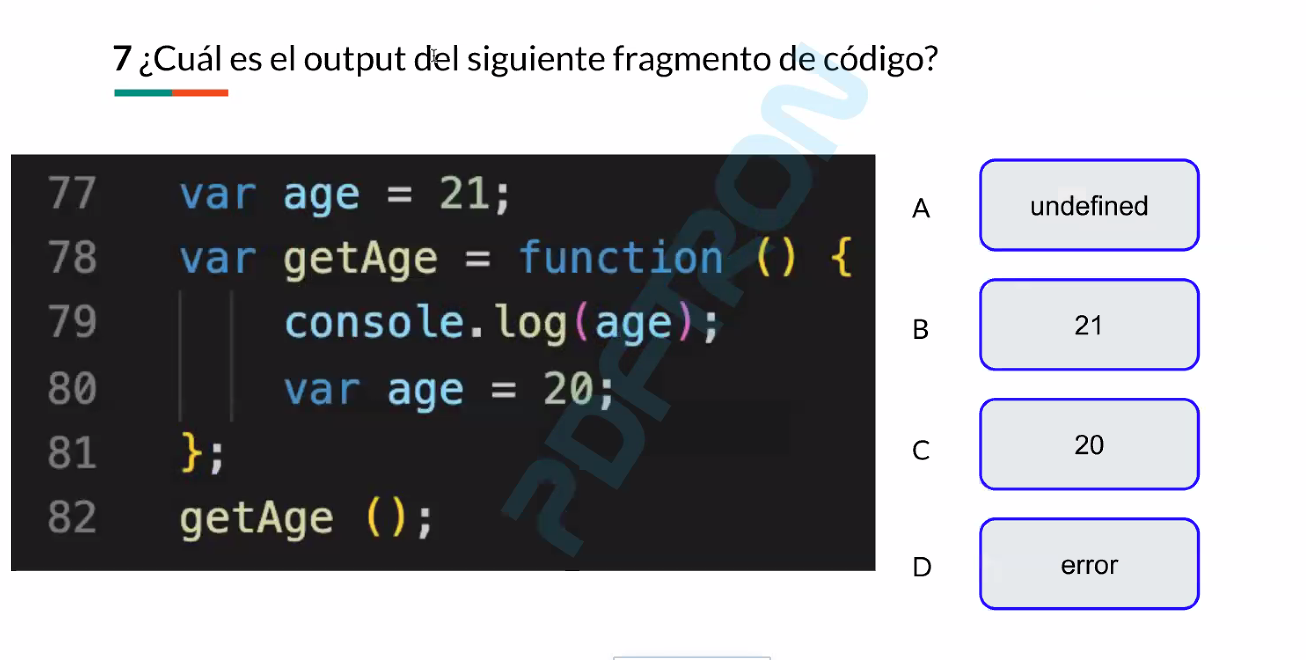 7 ¿Cuál es el output del siguiente fragmento de código?
77 var age = 21;
78 var getAge = function () {
79 console.log(age);
80 var age = 20;
81 };
82 getAge ();
A undefined
B 21
C 20
D error
PDFTRON